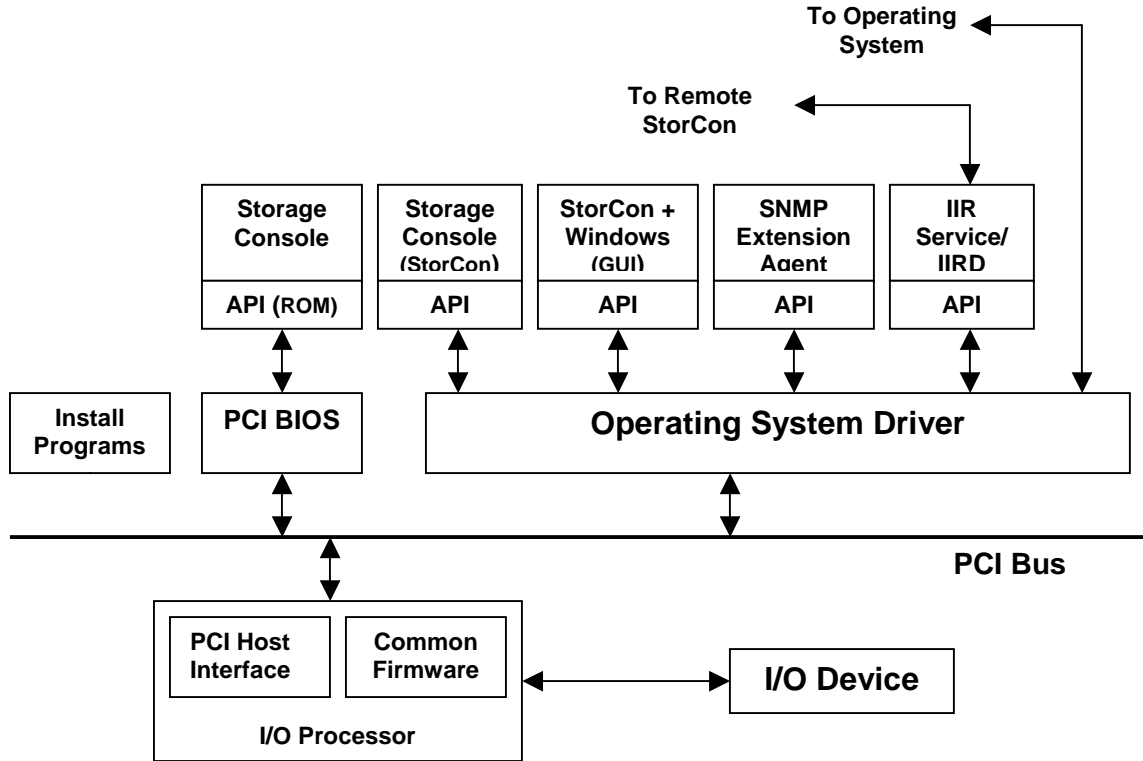 To Operating
System
To Remote
StorCon
Storage
Console
Storage
Console
(StorCon)
StorCon +
Windows
(GUI)
SNMP
Extension
Agent
IIR
Service/
IIRD
API (ROM)
API
API
API
API
Install
Programs
PCI BIOS
Operating System Driver
PCI Bus
PCI Host
Interface
Common
Firmware
I/O Processor
I/O Device